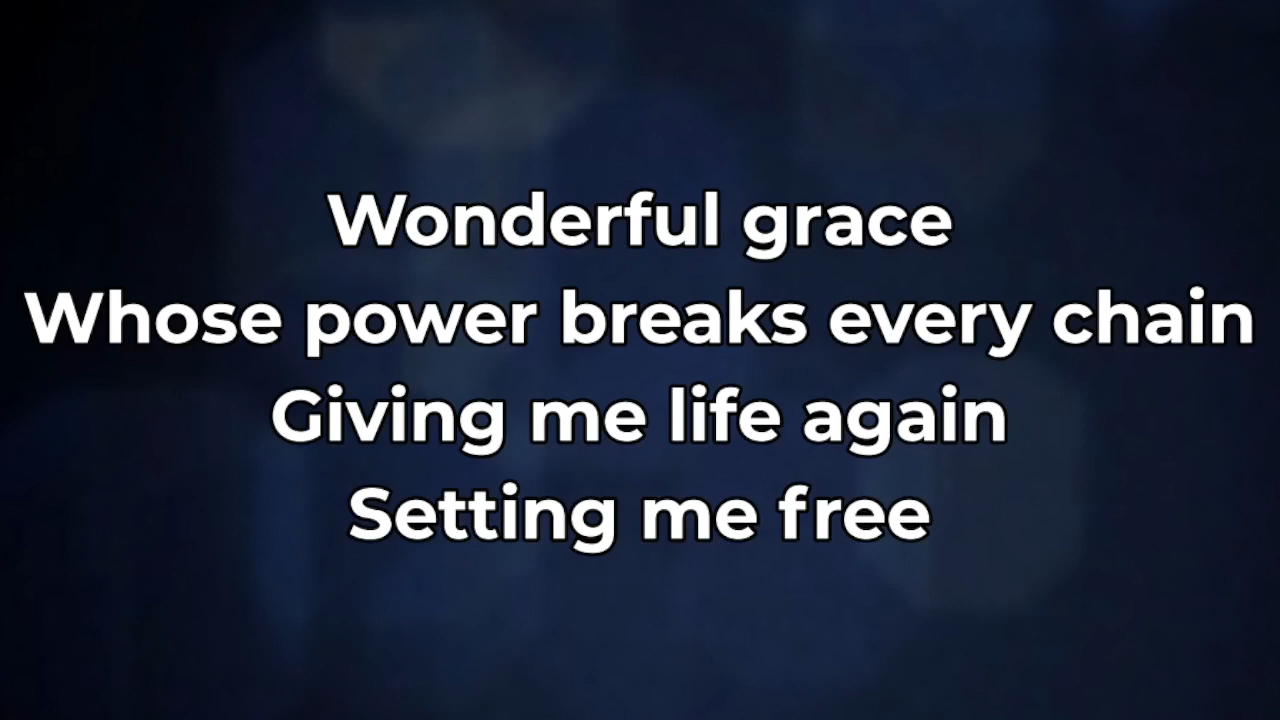 Wonderful grace
Whose power breaks every chain
Giving me life again
Setting me free